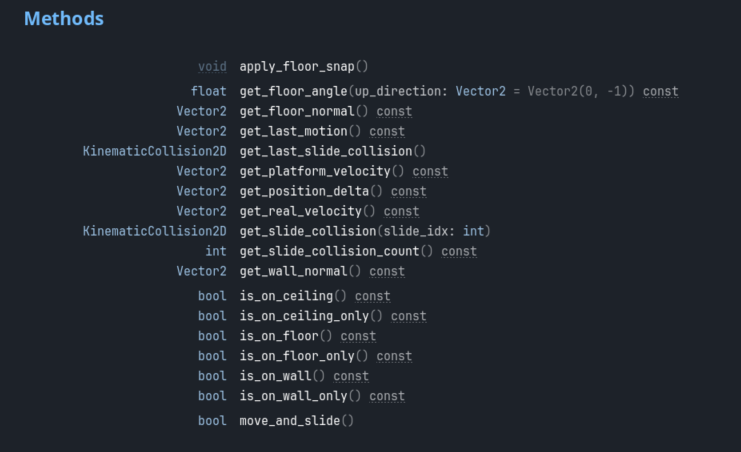 Methods
void apply_floor_snap()
float get_floor_angle(up_direction: Vector2 = Vector2(0, -1)) const
Vector2 get_floor_normal() const
Vector2 get_last_motion() const
KinematicCollision2D get_last_slide_collision()
Vector2 get_platform_velocity() const
Vector2 get_position_delta() const
Vector2 get_real_velocity() const
KinematicCollision2D get_slide_collision(slide_idx: int)
int get_slide_collision_count() const
Vector2 get_wall_normal() const
bool is_on_ceiling() const
bool is_on_ceiling_only() const
bool is_on_floor() const
bool is_on_floor_only() const
bool is_on_wall() const
bool is_on_wall_only() const
bool move_and_slide()